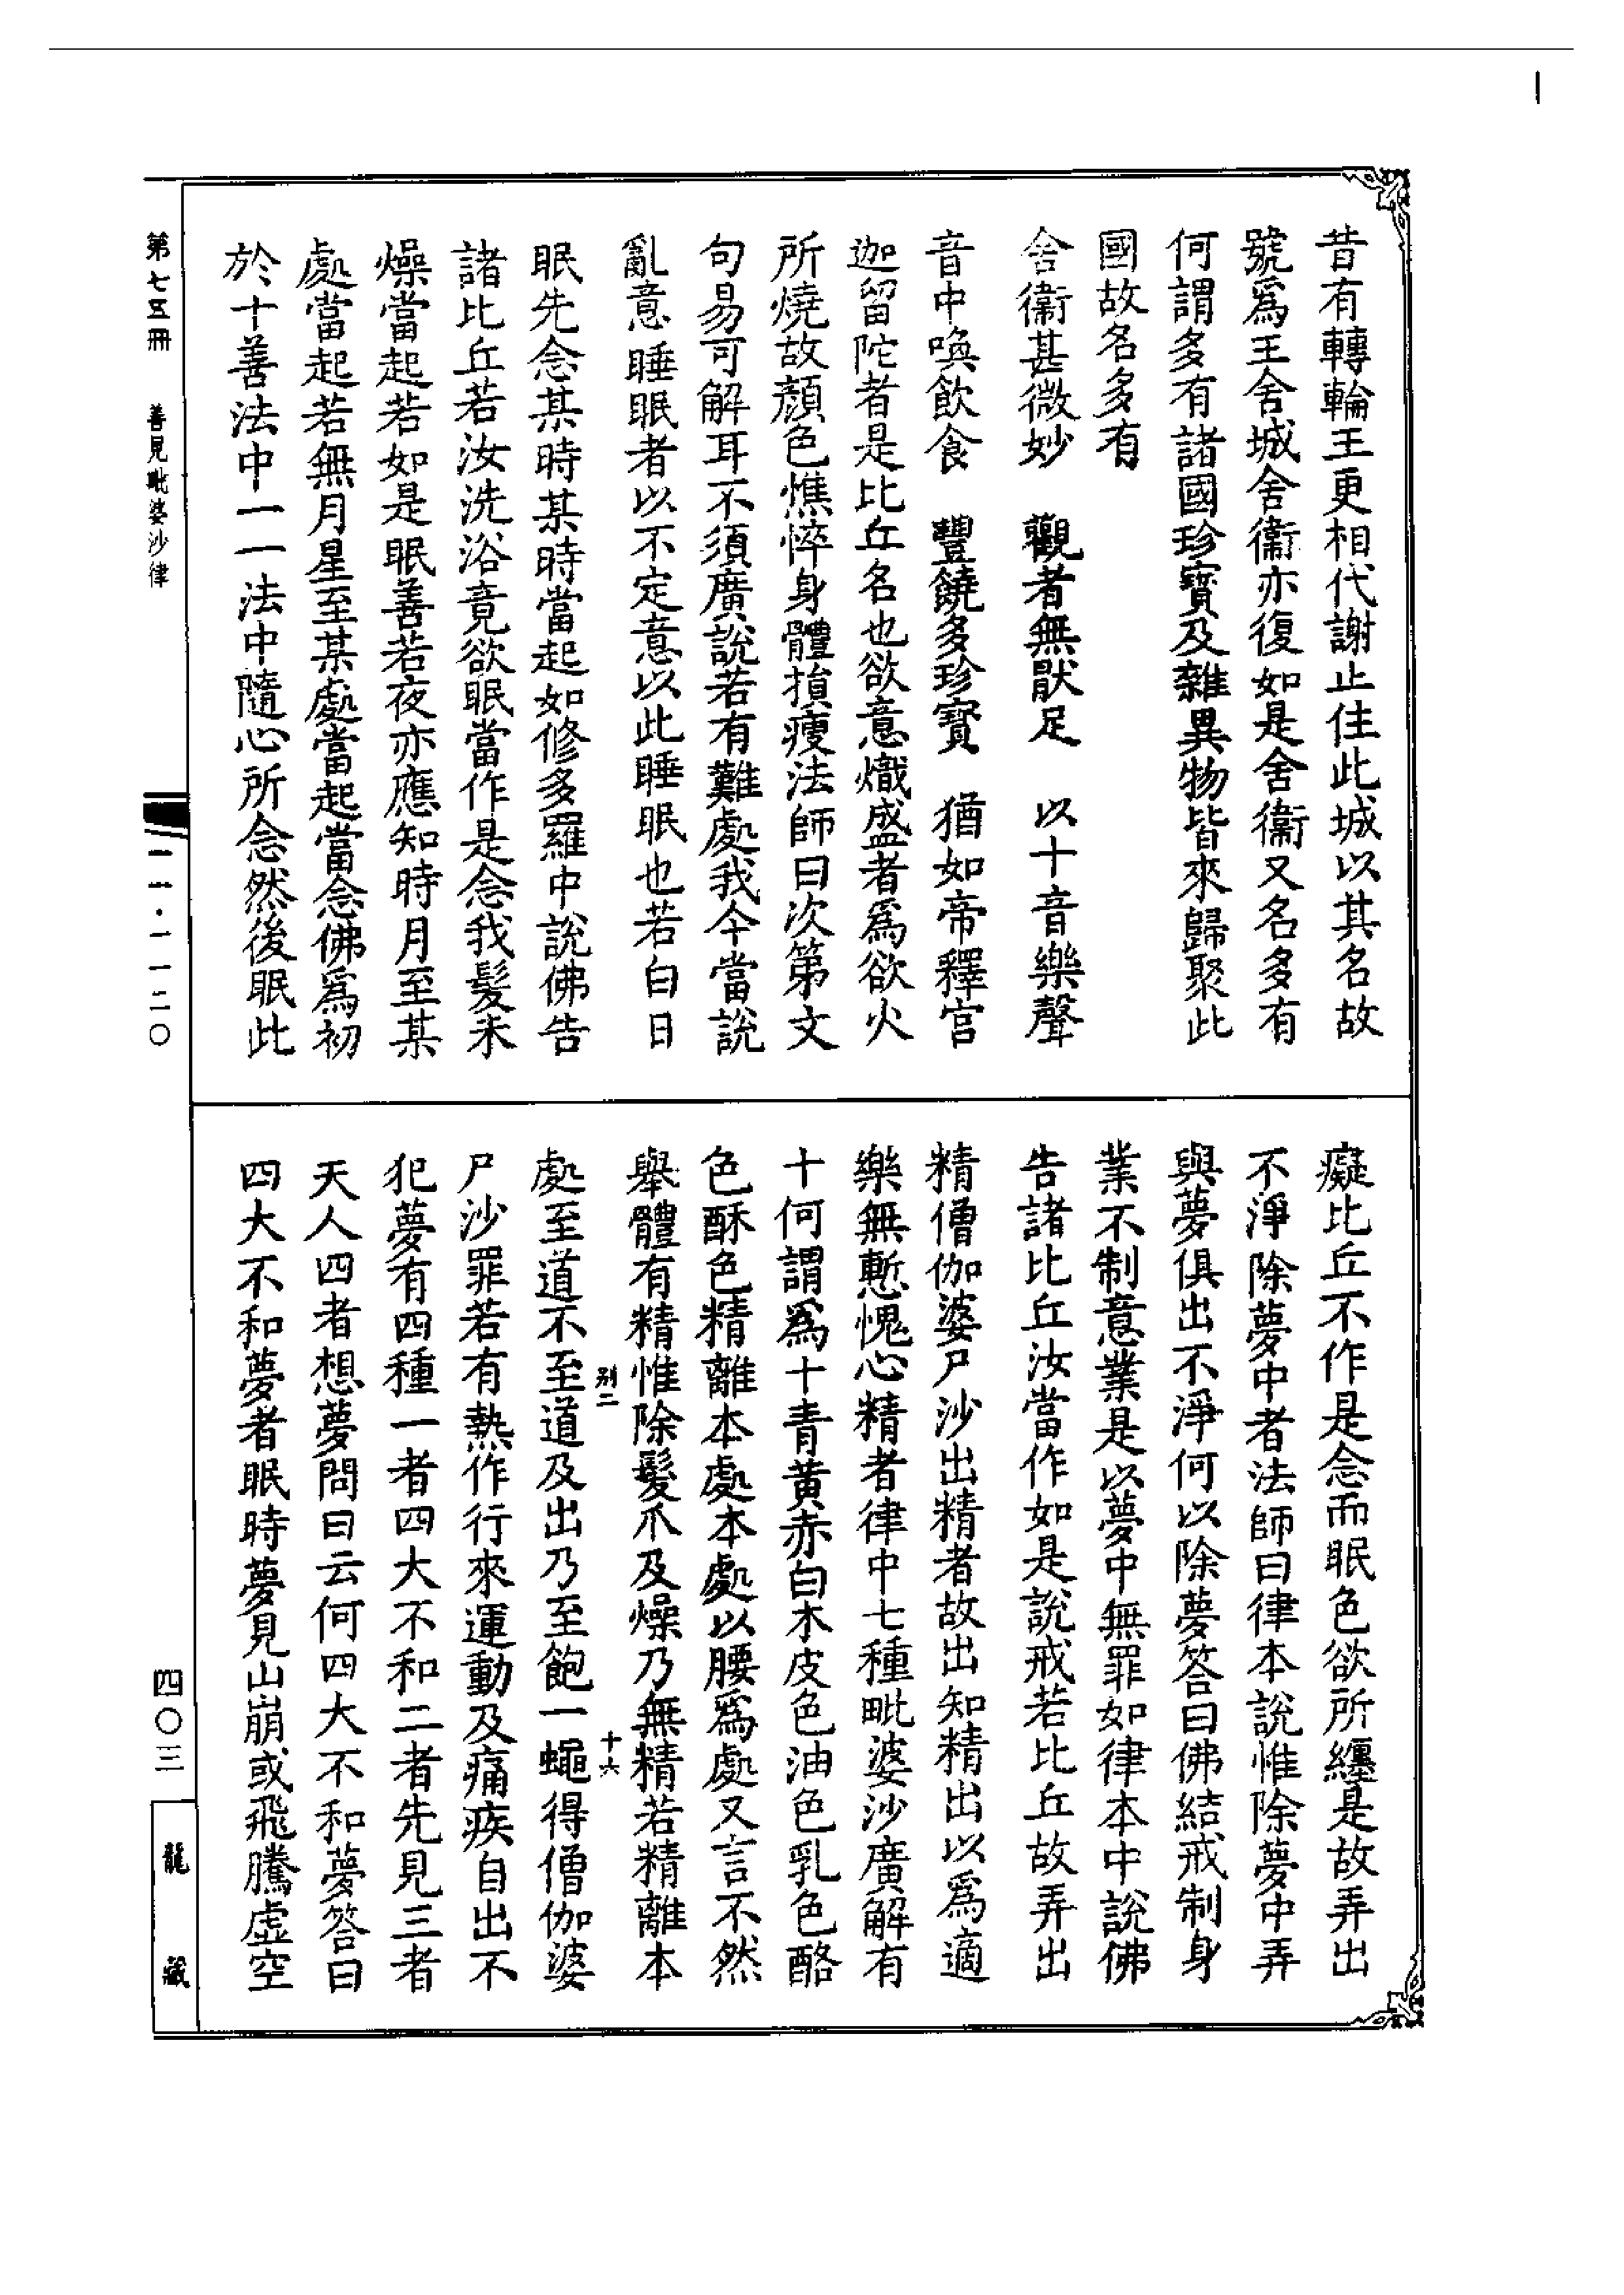 昔有轉輪王更相代謝止住此城以其名故
號為王舍城舍衞亦復如是舍衞又名多有
何謂多有諸國珍寶及雜異物皆來歸聚此
國故名多有
舍衞甚微妙　觀者無猒足　以十音樂聲
音中喚飲食　豐饒多珍寶　猶如帝釋宫
迦留陀者是比丘名也欲意熾盛者為欲火
所燒故顏色憔悴身體損瘦法師曰次第文
句易可解耳不須廣說若有難處我今當說
亂意睡眠者以不定意以此睡眠也若白日
眠先念某時某時當起如修多羅中說佛告
諸比丘若汝洗浴竟欲眠當作是念我髮未
燥當起若如是眠善若夜亦應知時月至某
處當起若無月星至某處當起當念佛為初
於十善法中一一法中隨心所念然後眠此
癡比丘不作是念而眠色欲所纏是故弄出
不淨除夢中者法師曰律本說惟除夢中弄
與夢俱出不淨何以除夢答曰佛結戒制身
業不制意業是以夢中無罪如律本中說佛
告諸比丘汝當作如是說戒若比丘故弄出
精僧伽婆尸沙出精者故出知精出以為適
樂無慙愧心精者律中七種毗婆沙廣解有
十何謂為十青黄赤白木皮色油色乳色酪
色酥色精離本處本處以腰為處又言不然
舉體有精惟除髮爪及燥乃無精若精離本
別二　十六
處至道不至道及出乃至飽一蠅得僧伽婆
尸沙罪若有熱作行來運動及痛疾自出不
犯夢有四種一者四大不和二者先見三者
天人四者想夢問曰云何四大不和夢答曰
四大不和夢者眠時夢見山崩或飛騰虛空
第七五冊　善見毗婆沙律
一一·一一二〇
四〇三
龍藏